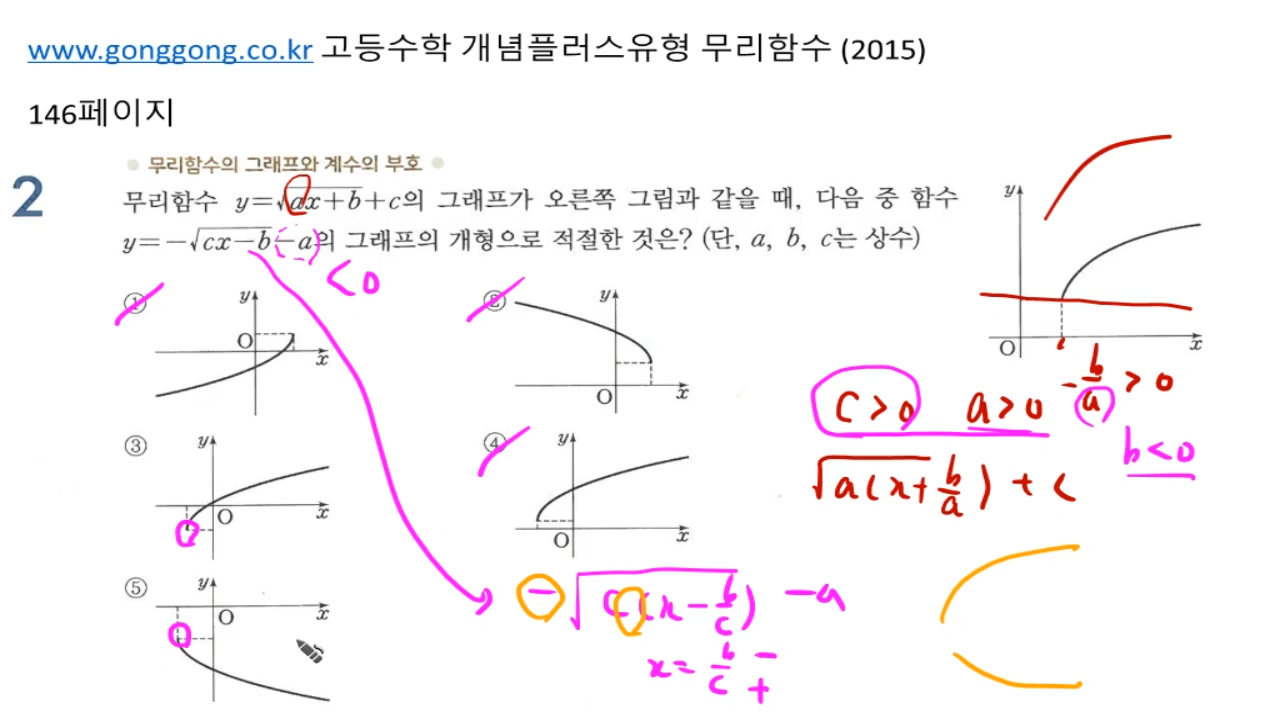 www.gonggong.co.kr 고등수학 개념플러스유형 무리함수 (2015)
146페이지
무리함수의 그래프와 계수의 부호
2
무리함수 y=√ax+b+c의 그래프가 오른쪽 그림과 같을 때, 다음 중 함수
y=-√cx-b-a의 그래프의 개형으로 적절한 것은? (단, a, b, c는 상수)
< 0
y
O
x
① y
O
x
② y
O
x
③ y
O
x
④ y
O
x
⑤ y
O
x
-b/a > 0
c > 0 a > 0
b < 0
√a(x+b/a) + c
-√c(x-b/c) -a
x = b/c -/+